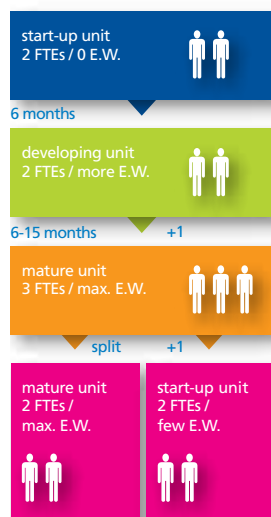 start-up unit
2 FTEs / 0 E.W.
6 months
developing unit
2 FTEs / more E.W.
6-15 months +1
mature unit
3 FTEs / max. E.W.
split +1
mature unit
2 FTEs /
max. E.W.
start-up unit
2 FTEs /
few E.W.